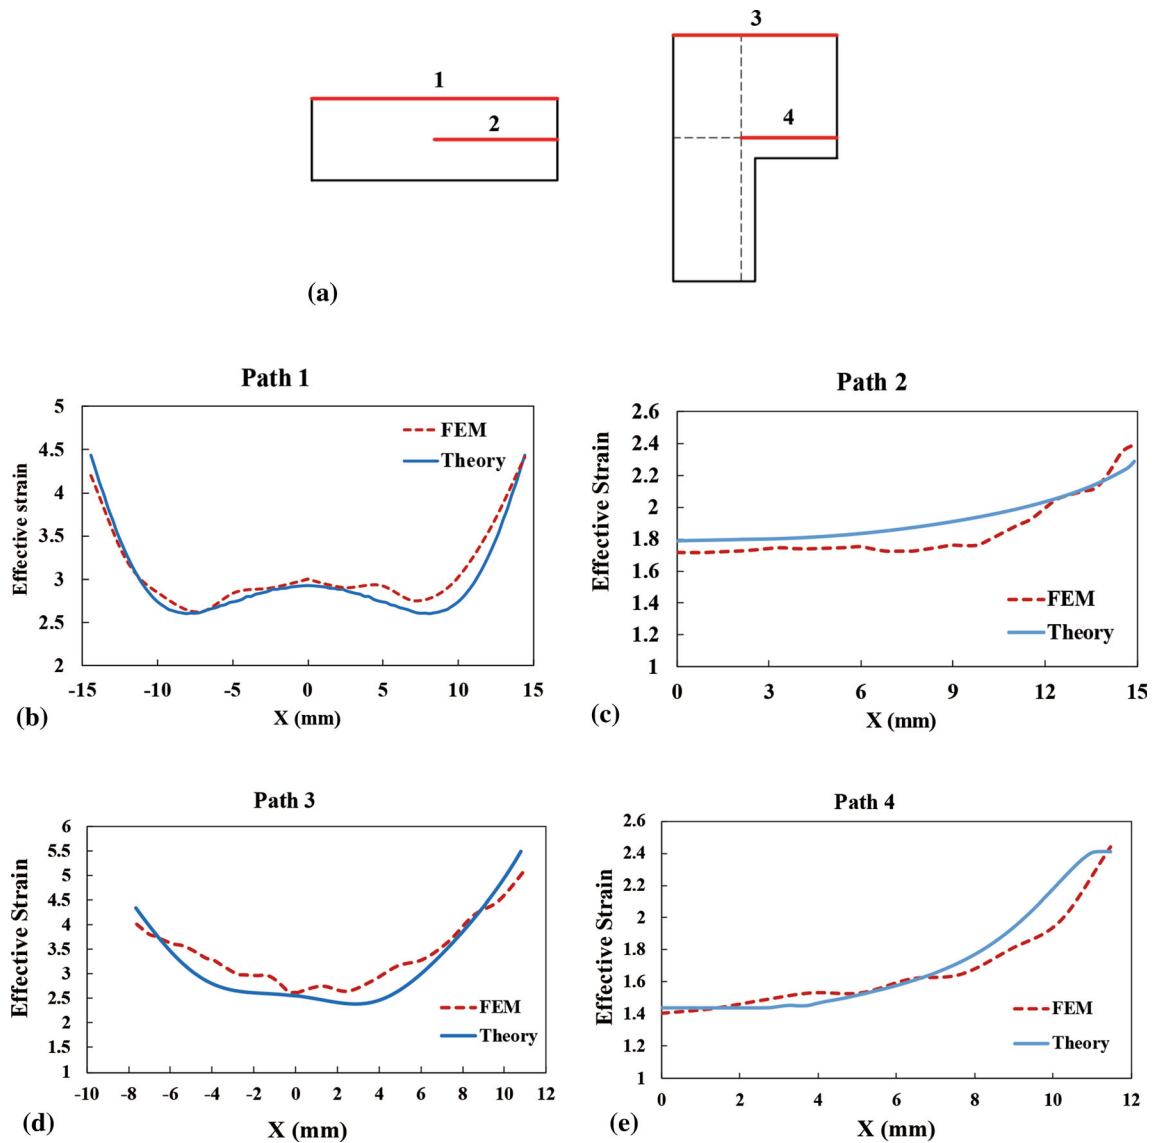 1
2
3
4
(a)
Path 1
Effective strain
5
4.5
4
3.5
3
2.5
2
FEM
Theory
-15 -10 -5 0 5 10 15
X (mm)
(b)
Path 2
Effective Strain
2.6
2.4
2.2
2
1.8
1.6
1.4
1.2
1
FEM
Theory
0 3 6 9 12 15
X (mm)
(c)
Path 3
Effective Strain
6
5.5
5
4.5
4
3.5
3
2.5
2
1.5
1
FEM
Theory
-10 -8 -6 -4 -2 0 2 4 6 8 10 12
X (mm)
(d)
Path 4
Effective Strain
2.6
2.4
2.2
2
1.8
1.6
1.4
1.2
1
FEM
Theory
0 2 4 6 8 10 12
X (mm)
(e)